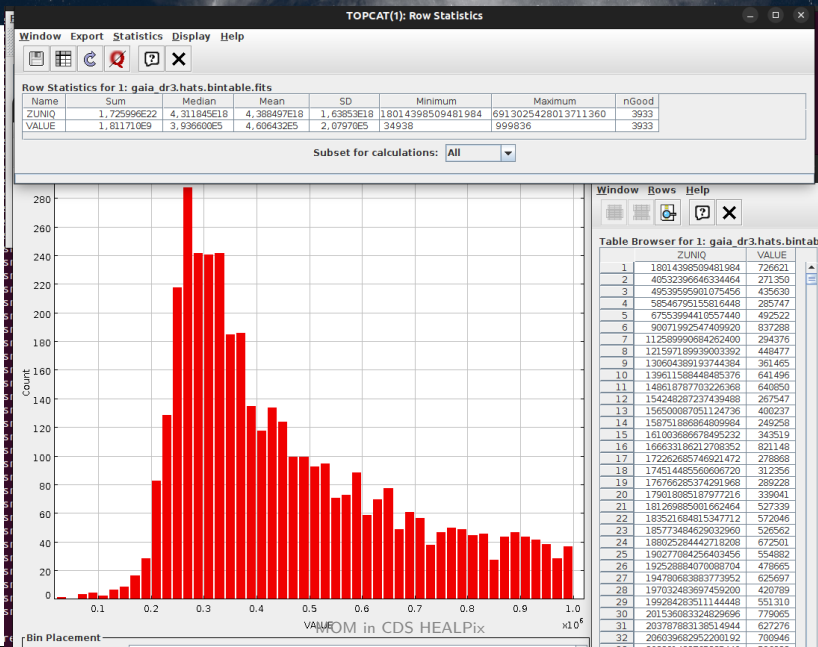 TOPCAT(1): Row Statistics
Window Export Statistics Display Help
Row Statistics for 1: gaia_dr3.hats.bintable.fits
Name Sum Median Mean SD Minimum Maximum nGood
ZUNIQ 1,725996E22 4,311845E18 4,388497E18 1,63853E18 18014398509481984 6913025428013711360 3933
VALUE 1,811710E9 3,936600E5 4,606432E5 2,07970E5 34938 999836 3933
Subset for calculations: All
280
260
240
220
200
180
160
140
120
100
80
60
40
20
0
Count
0.1 0.2 0.3 0.4 0.5 0.6 0.7 0.8 0.9 1.0
VALUE
×10⁶
MOM in CDS HEALPix
Bin Placement
Window Rows Help
Table Browser for 1: gaia_dr3.hats.bintab
ZUNIQ VALUE
1 18014398509481984 726621
2 40532396646334464 271350
3 49539595901075456 435630
4 58546795155816448 285747
5 67553994410557440 492522
6 90071992547409920 837288
7 112589990684262400 294376
8 121597189939003392 448477
9 130604389193744384 361465
10 139611588448485376 641496
11 148618787703226368 640850
12 154248287237439488 267547
13 156500087051124736 400237
14 158751886864809984 249258
15 161003686678495232 343519
16 166633186212708352 821148
17 172262685746921472 278868
18 174514485560606720 312356
19 176766285374291968 289228
20 179018085187977216 339041
21 181269885001662464 527339
22 183521684815347712 572046
23 185773484629032960 526562
24 188025284442718208 672501
25 190277084256403456 554882
26 192528884070088704 478665
27 194780683883773952 625697
28 197032483697459200 420789
29 199284283511144448 551310
30 201536083324829696 779065
31 203787883138514944 627276
32 206039682952200192 700946